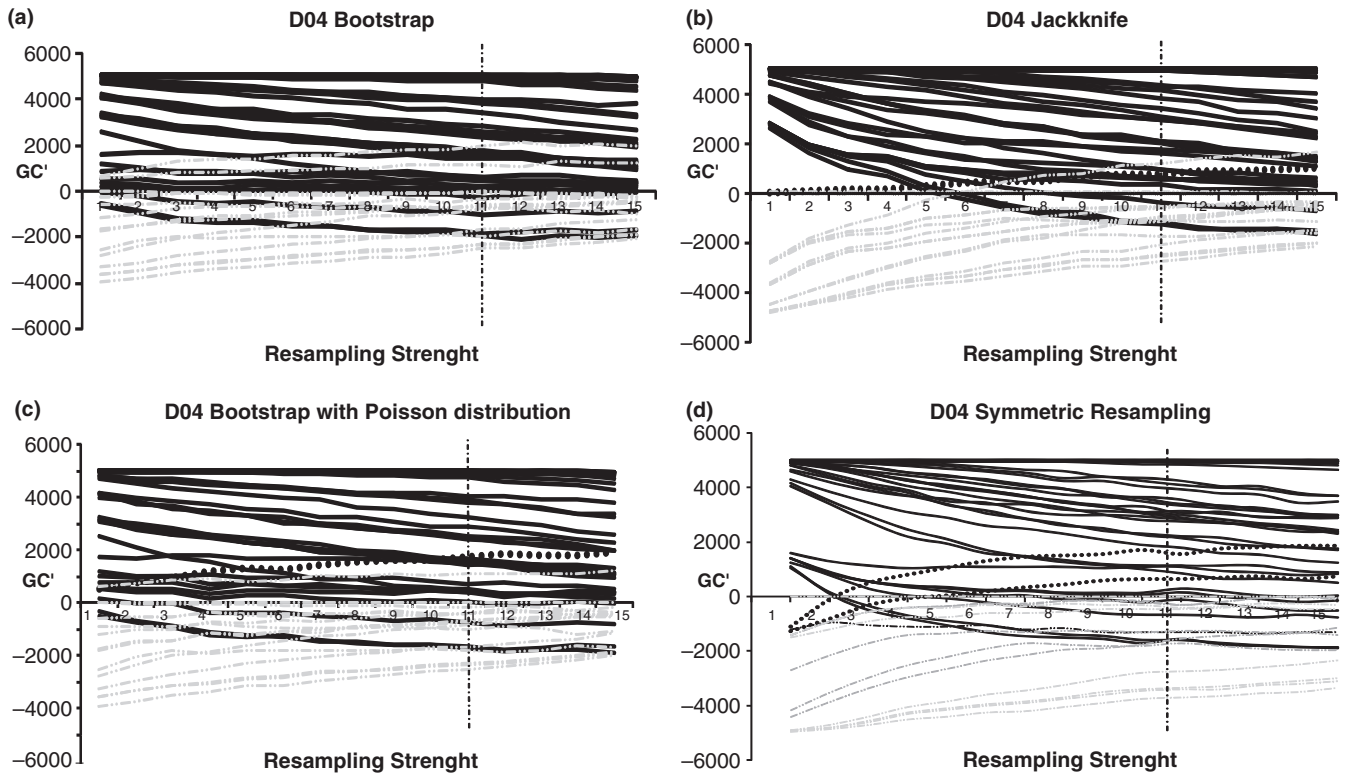 (a) D04 Bootstrap
6000
4000
2000
GC'
0
–2000
–4000
–6000
1 2 3 4 5 6 7 8 9 10 11 12 13 14 15
Resampling Strenght
(b) D04 Jackknife
6000
4000
2000
GC'
0
–2000
–4000
–6000
1 2 3 4 5 6 7 8 9 10 11 12 13 14 15
Resampling Strenght
(c) D04 Bootstrap with Poisson distribution
6000
4000
2000
GC'
0
–2000
–4000
–6000
1 2 3 4 5 6 7 8 9 10 11 12 13 14 15
Resampling Strenght
(d) D04 Symmetric Resampling
6000
4000
2000
GC'
0
–2000
–4000
–6000
1 2 3 4 5 6 7 8 9 10 11 12 13 14 15
Resampling Strenght